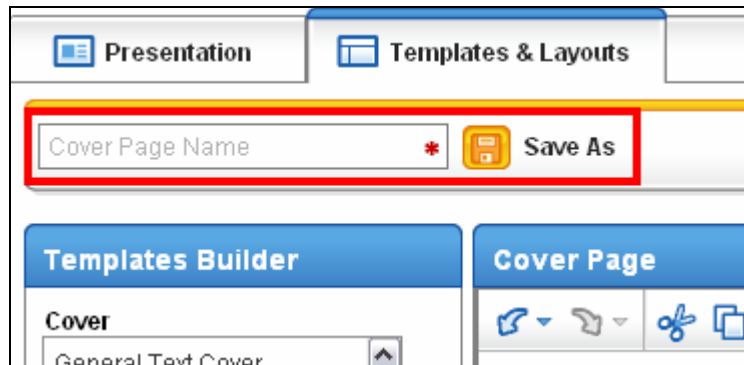 Presentation
Templates & Layouts
Cover Page Name *
Save As
Templates Builder
Cover Page
Cover
General Text Cover